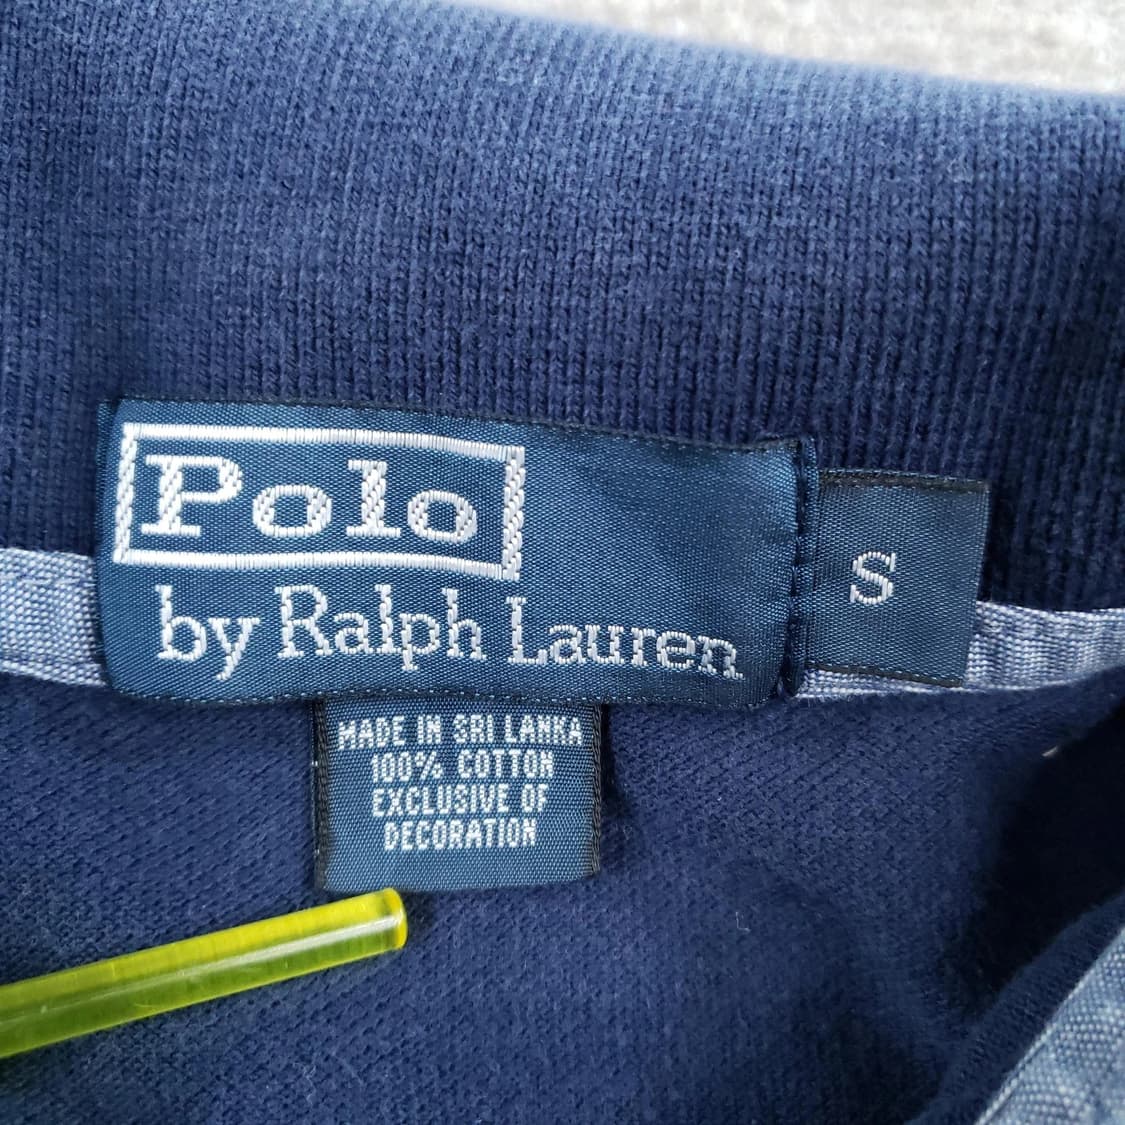 Polo
by Ralph Lauren
S
MADE IN SRI LANKA
100% COTTON
EXCLUSIVE OF
DECORATION